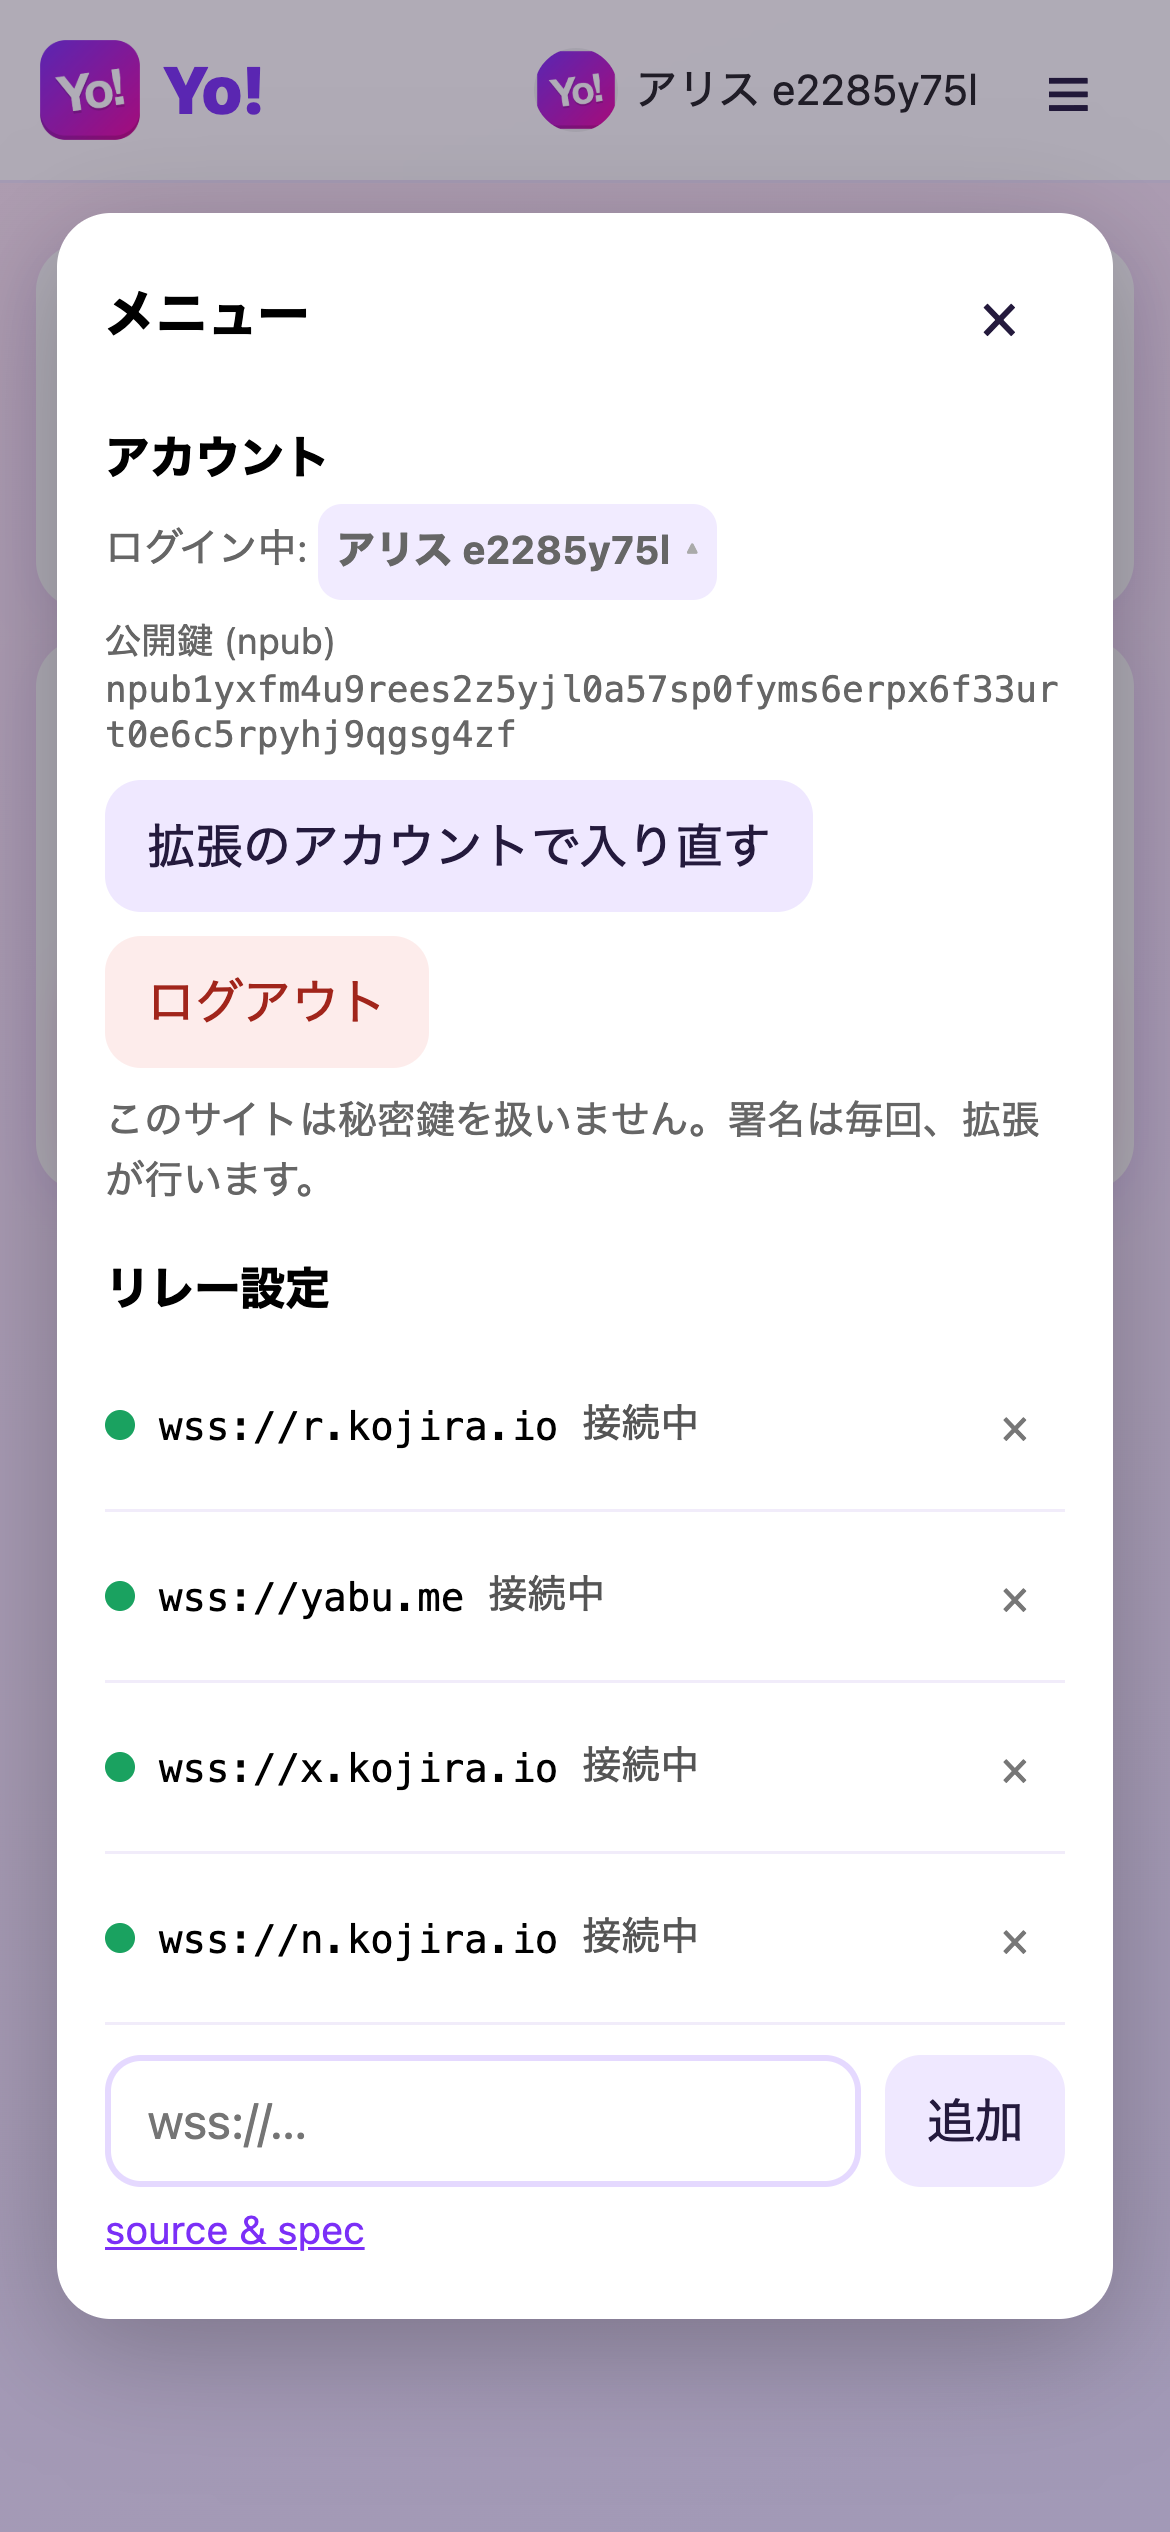 Yo! Yo! Yo! アリス e2285y75l ≡
メニュー ×
アカウント
ログイン中: アリス e2285y75l ▲
公開鍵 (npub)
npub1yxfm4u9rees2z5yjl0a57sp0fyms6erpx6f33ur
t0e6c5rpyhj9qgsg4zf
拡張のアカウントで入り直す
ログアウト
このサイトは秘密鍵を扱いません。署名は毎回、拡張
が行います。
リレー設定
wss://r.kojira.io 接続中 ×
wss://yabu.me 接続中 ×
wss://x.kojira.io 接続中 ×
wss://n.kojira.io 接続中 ×
wss://... 追加
source & spec